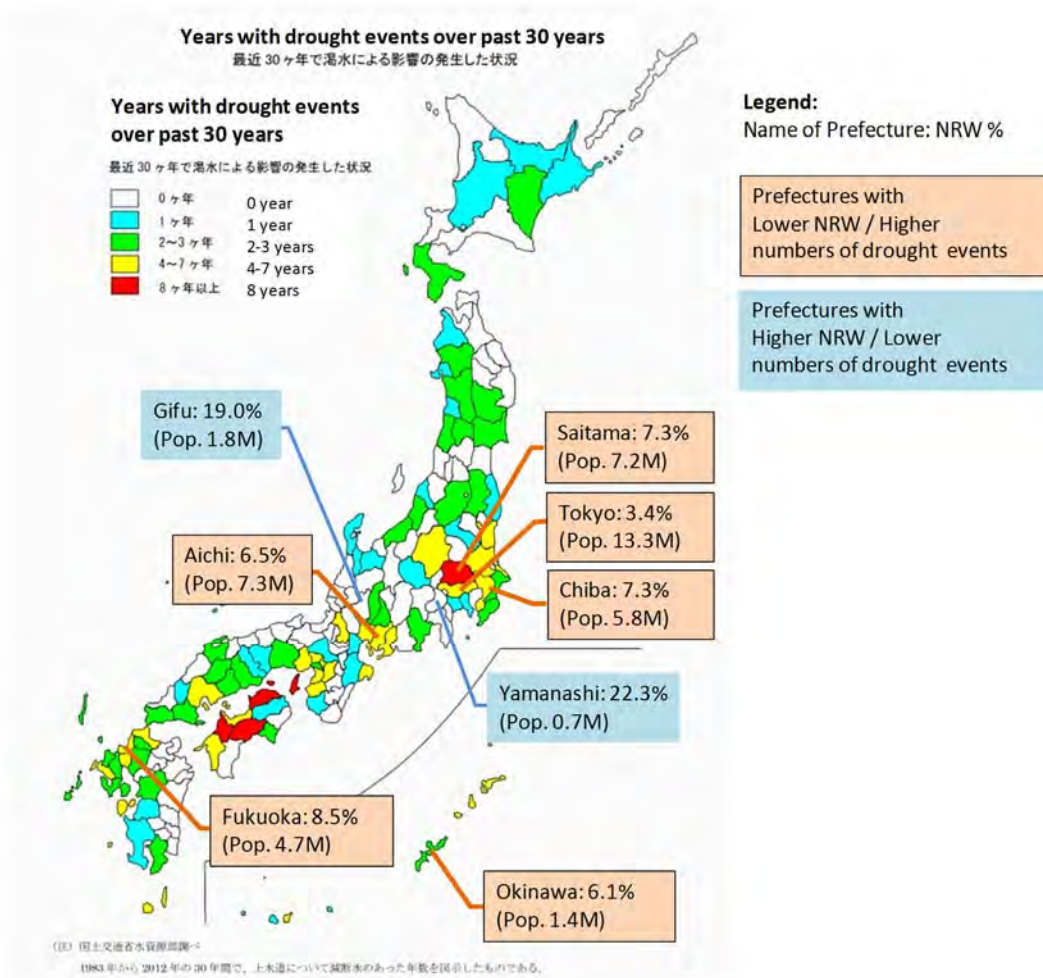 Years with drought events over past 30 years
最近30ヶ年で渇水による影響の発生した状況
Years with drought events
over past 30 years
最近30ヶ年で渇水による影響の発生した状況
0ヶ年 0 year
1ヶ年 1 year
2～3ヶ年 2-3 years
4～7ヶ年 4-7 years
8ヶ年以上 8 years
Legend:
Name of Prefecture: NRW %
Prefectures with
Lower NRW / Higher
numbers of drought events
Prefectures with
Higher NRW / Lower
numbers of drought events
Gifu: 19.0%
(Pop. 1.8M)
Saitama: 7.3%
(Pop. 7.2M)
Tokyo: 3.4%
(Pop. 13.3M)
Aichi: 6.5%
(Pop. 7.3M)
Chiba: 7.3%
(Pop. 5.8M)
Yamanashi: 22.3%
(Pop. 0.7M)
Fukuoka: 8.5%
(Pop. 4.7M)
Okinawa: 6.1%
(Pop. 1.4M)
(注) 国土交通省水資源部調べ
1983年から2012年の30年間で、上水道について減断水のあった年数を図示したものである。